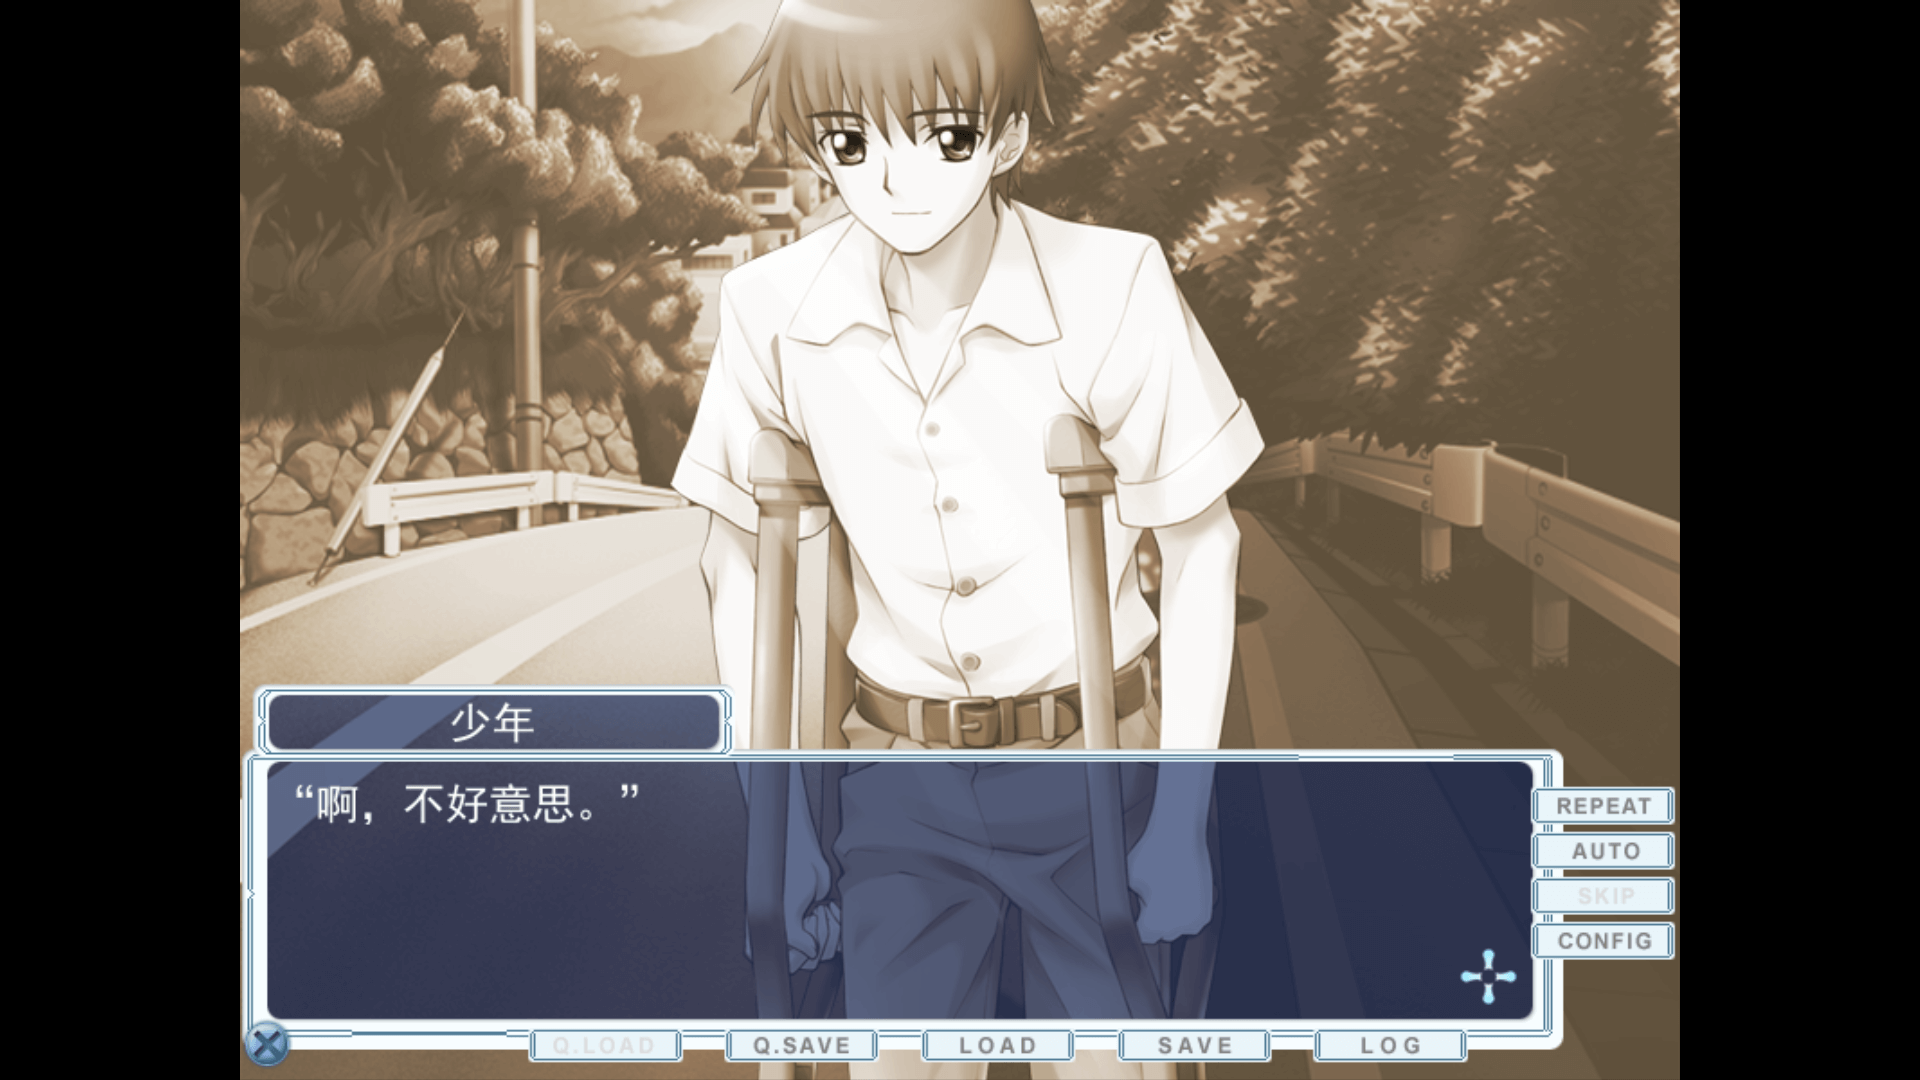 少年
“啊，不好意思。”
REPEAT
AUTO
SKIP
CONFIG
Q.LOAD
Q.SAVE
LOAD
SAVE
LOG